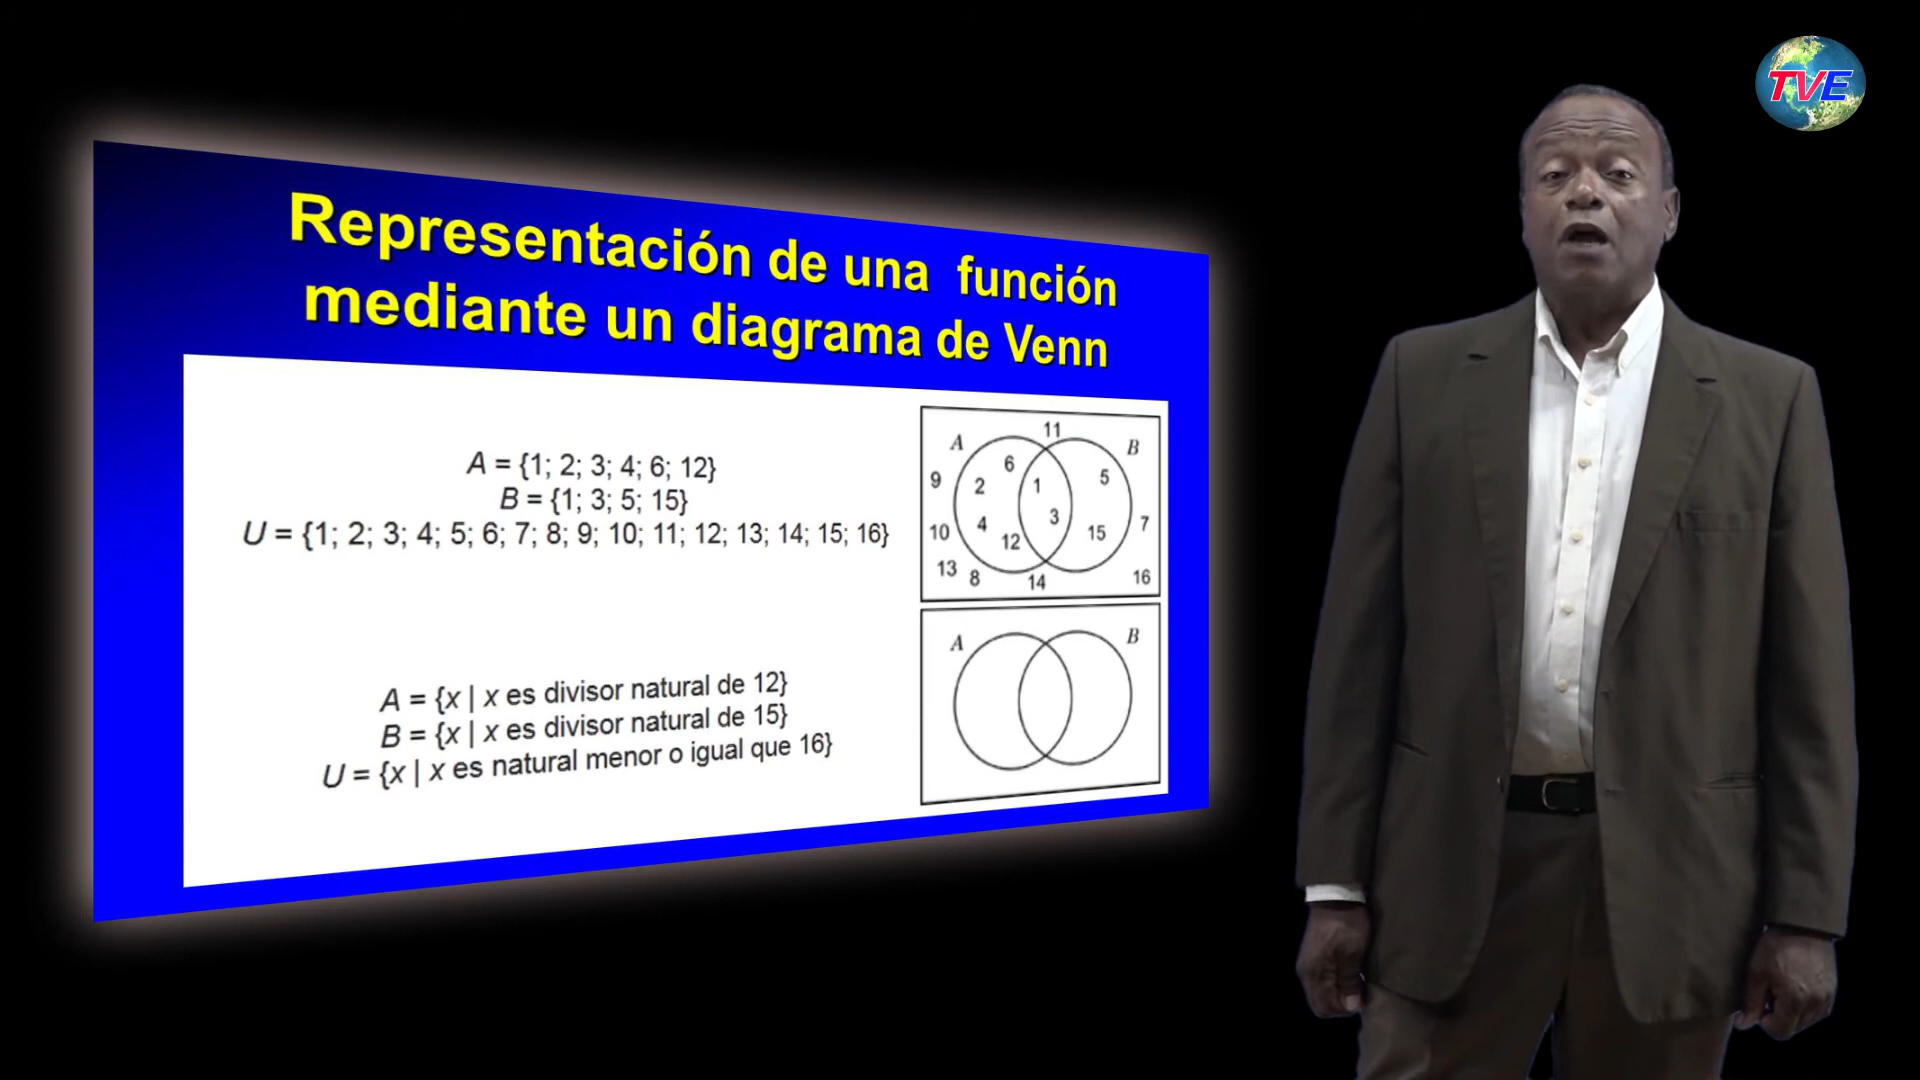 TVE
Representación de una función
mediante un diagrama de Venn
A = {1; 2; 3; 4; 6; 12}
B = {1; 3; 5; 15}
U = {1; 2; 3; 4; 5; 6; 7; 8; 9; 10; 11; 12; 13; 14; 15; 16}
11
A
B
6
9
2
1
5
4
3
7
10
12
15
13
8
14
16
A
B
A = {x | x es divisor natural de 12}
B = {x | x es divisor natural de 15}
U = {x | x es natural menor o igual que 16}